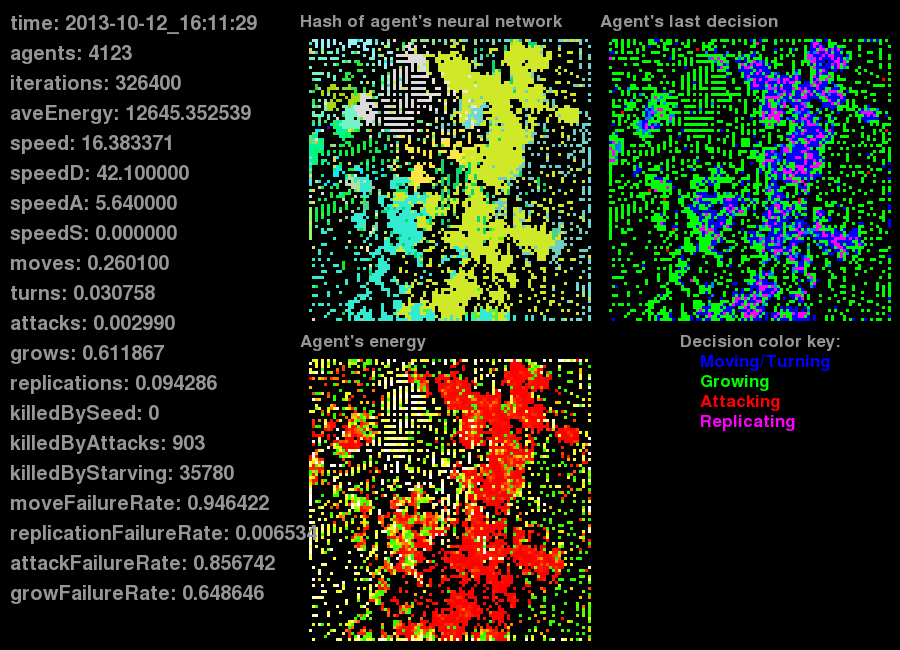 time: 2013-10-12_16:11:29
agents: 4123
iterations: 326400
aveEnergy: 12645.352539
speed: 16.383371
speedD: 42.100000
speedA: 5.640000
speedS: 0.000000
moves: 0.260100
turns: 0.030758
attacks: 0.002990
grows: 0.611867
replications: 0.094286
killedBySeed: 0
killedByAttacks: 903
killedByStarving: 35780
moveFailureRate: 0.946422
replicationFailureRate: 0.006534
attackFailureRate: 0.856742
growFailureRate: 0.648646
Hash of agent's neural network
Agent's last decision
Agent's energy
Decision color key:
Moving/Turning
Growing
Attacking
Replicating